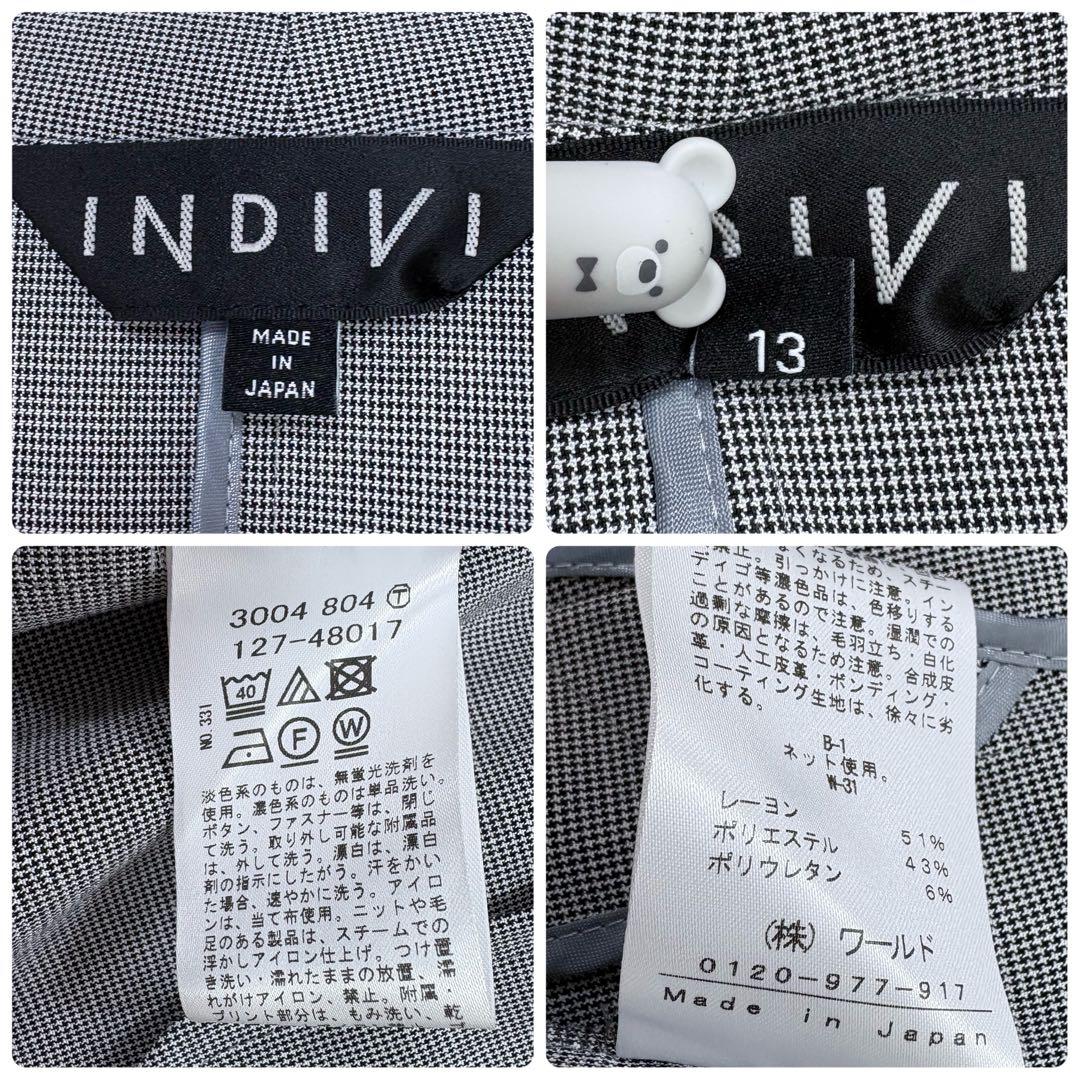 INDIVI
MADE
IN
JAPAN
IVI
13
3004 804 Ⓣ
127-48017
40
F W
NO.331
淡色系のものは、無蛍光洗剤を
使用。濃色系のものは単品洗い。
ボタン、ファスナー等は、閉じ
て洗う。取り外し可能な附属品
は、外して洗う。漂白は、漂白
剤の指示にしたがう。汗をかい
た場合、速やかに洗う。アイロ
ンは、当て布使用。ニットや毛
足のある製品は、スチームでの
浮かしアイロン仕上げ。つけ置
き洗い・濡れたままの放置、濡
れがけアイロン、禁止。附属・
プリント部分は、もみ洗い、乾
くなるため、スチー
禁止。引っかけに注意。イン
ディゴ等濃色品は、色移りする
ことがあるので注意。湿潤での
過剰な摩擦は、毛羽立ち・白化
の原因となるため注意。合成皮
革・人工皮革・ボンディング・
コーティング生地は、徐々に劣
化する。
B-1
ネット使用。
W-31
レーヨン 51%
ポリエステル 43%
ポリウレタン 6%
(株) ワールド
0120-977-917
Made in Japan